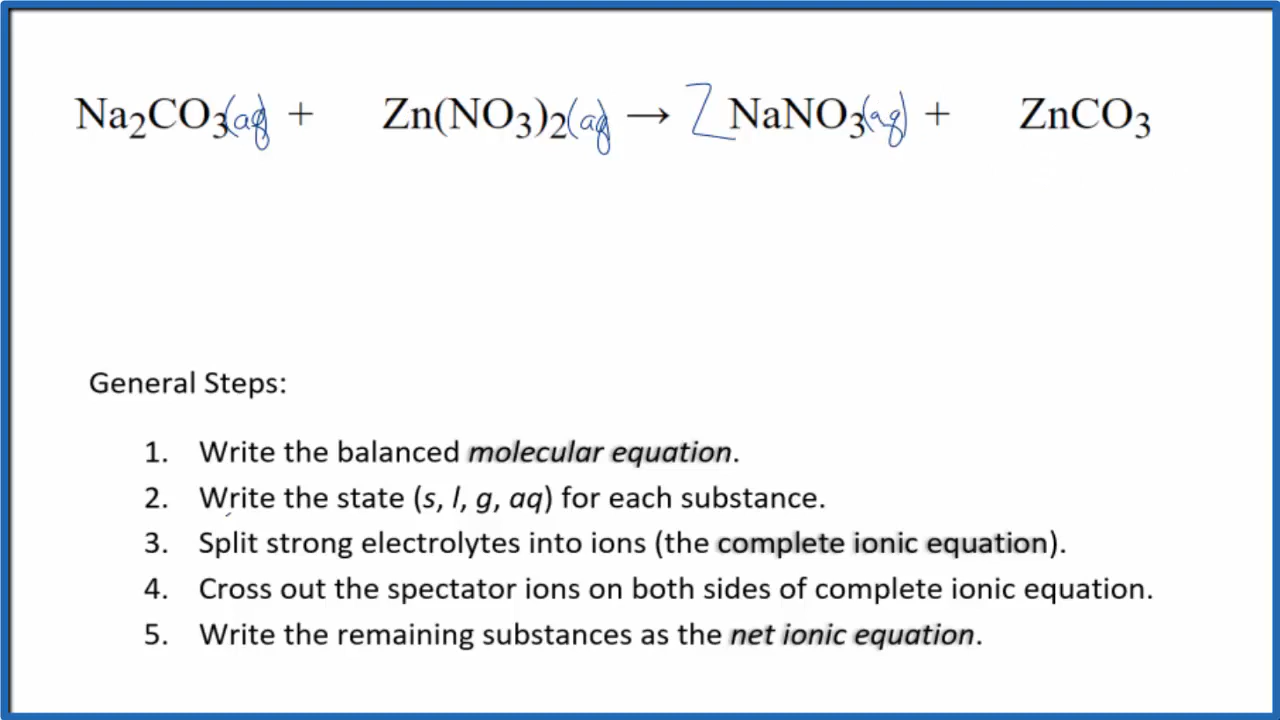 Na₂CO₃(aq) + Zn(NO₃)₂(aq) → 2 NaNO₃(aq) + ZnCO₃
General Steps:
1. Write the balanced molecular equation.
2. Write the state (s, l, g, aq) for each substance.
3. Split strong electrolytes into ions (the complete ionic equation).
4. Cross out the spectator ions on both sides of complete ionic equation.
5. Write the remaining substances as the net ionic equation.